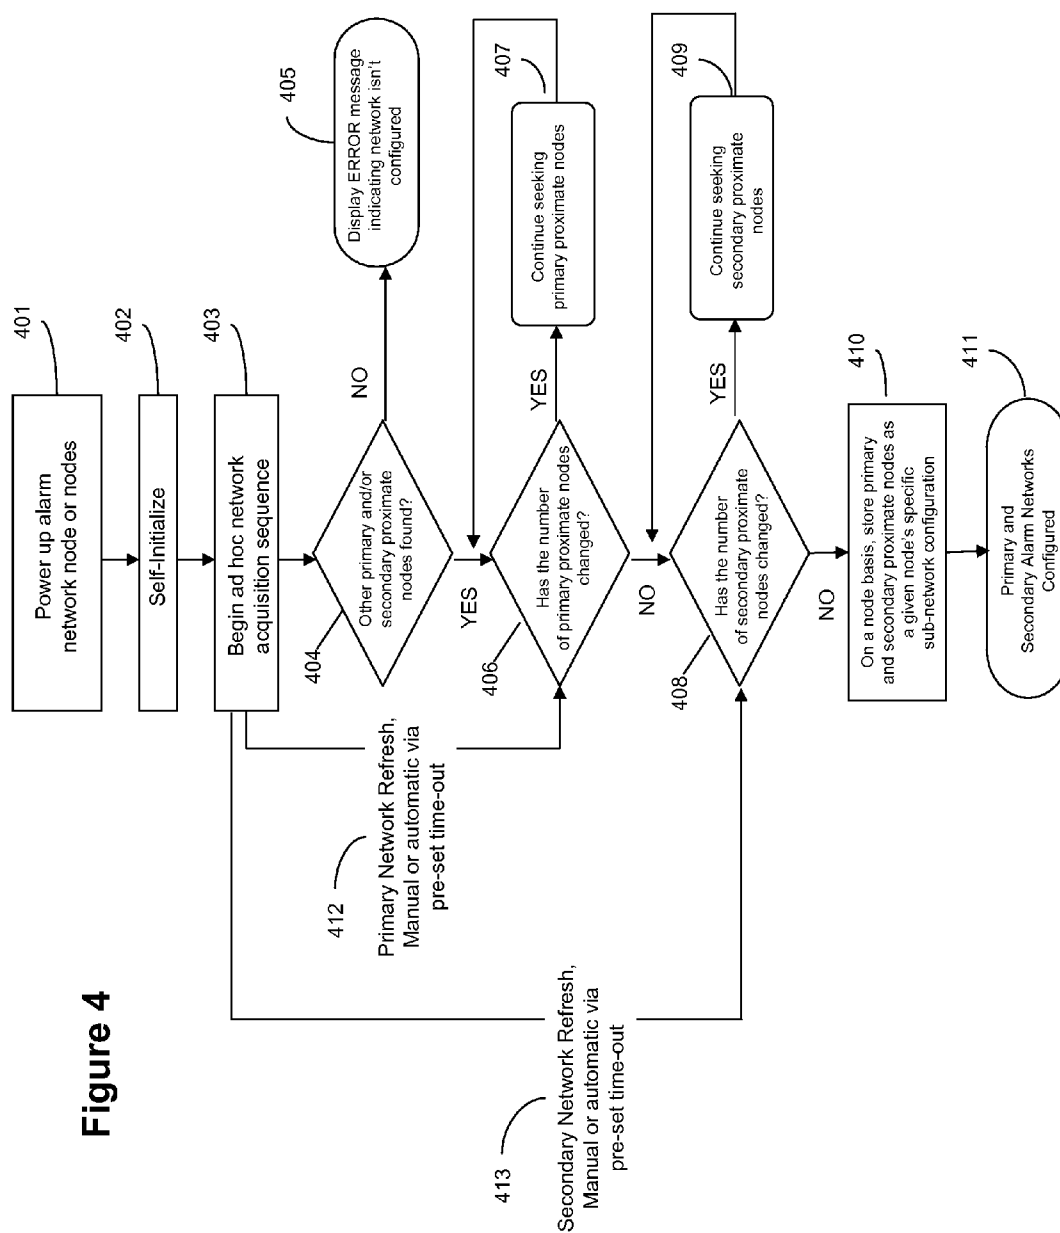 Figure 4
401
Power up alarm
network node or nodes
402
Self-Initialize
403
Begin ad hoc network
acquisition sequence
404
Other primary and/or
secondary proximate
nodes found?
NO
405
Display ERROR message
indicating network isn't
configured
YES
406
Has the number
of primary proximate nodes
changed?
YES
407
Continue seeking
primary proximate nodes
NO
408
Has the number
of secondary proximate
nodes changed?
YES
409
Continue seeking
secondary proximate
nodes
NO
410
On a node basis, store primary
and secondary proximate nodes as
a given node's specific
sub-network configuration
411
Primary and
Secondary Alarm Networks
Configured
412
Primary Network Refresh,
Manual or automatic via
pre-set time-out
413
Secondary Network Refresh,
Manual or automatic via
pre-set time-out